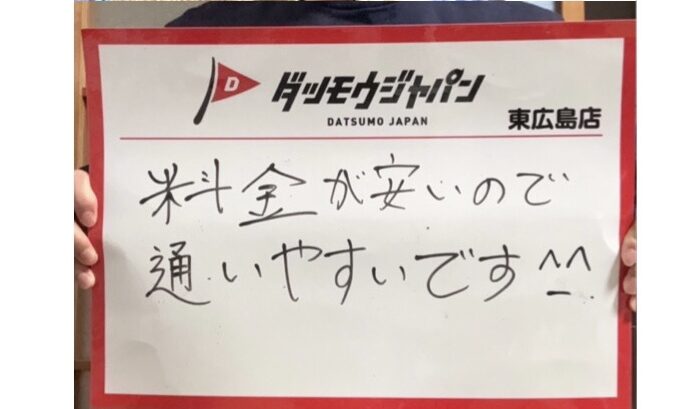 D
ダツモウジャパン
DATSUMO JAPAN
東広島店
料金が安いので
通いやすいです^^